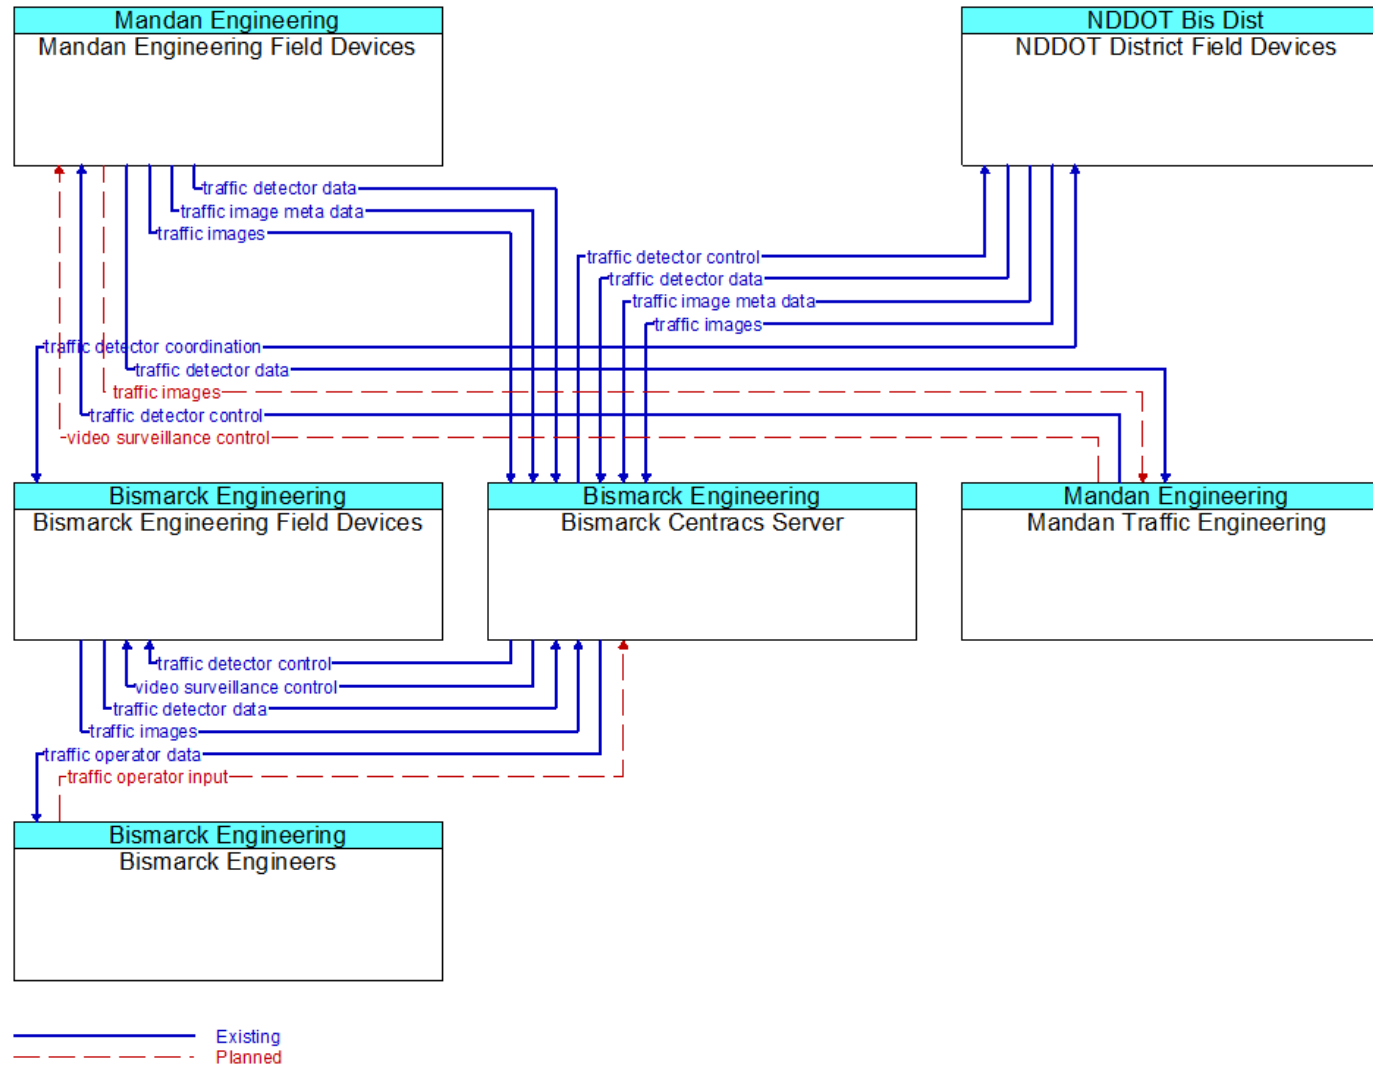 Mandan Engineering
Mandan Engineering Field Devices
NDDOT Bis Dist
NDDOT District Field Devices
traffic detector data
traffic image meta data
traffic images
traffic detector control
traffic detector data
traffic image meta data
traffic images
traffic detector coordination
traffic detector data
traffic images
traffic detector control
video surveillance control
Bismarck Engineering
Bismarck Engineering Field Devices
Bismarck Engineering
Bismarck Centracs Server
Mandan Engineering
Mandan Traffic Engineering
traffic detector control
video surveillance control
traffic detector data
traffic images
traffic operator data
traffic operator input
Bismarck Engineering
Bismarck Engineers
Existing
Planned